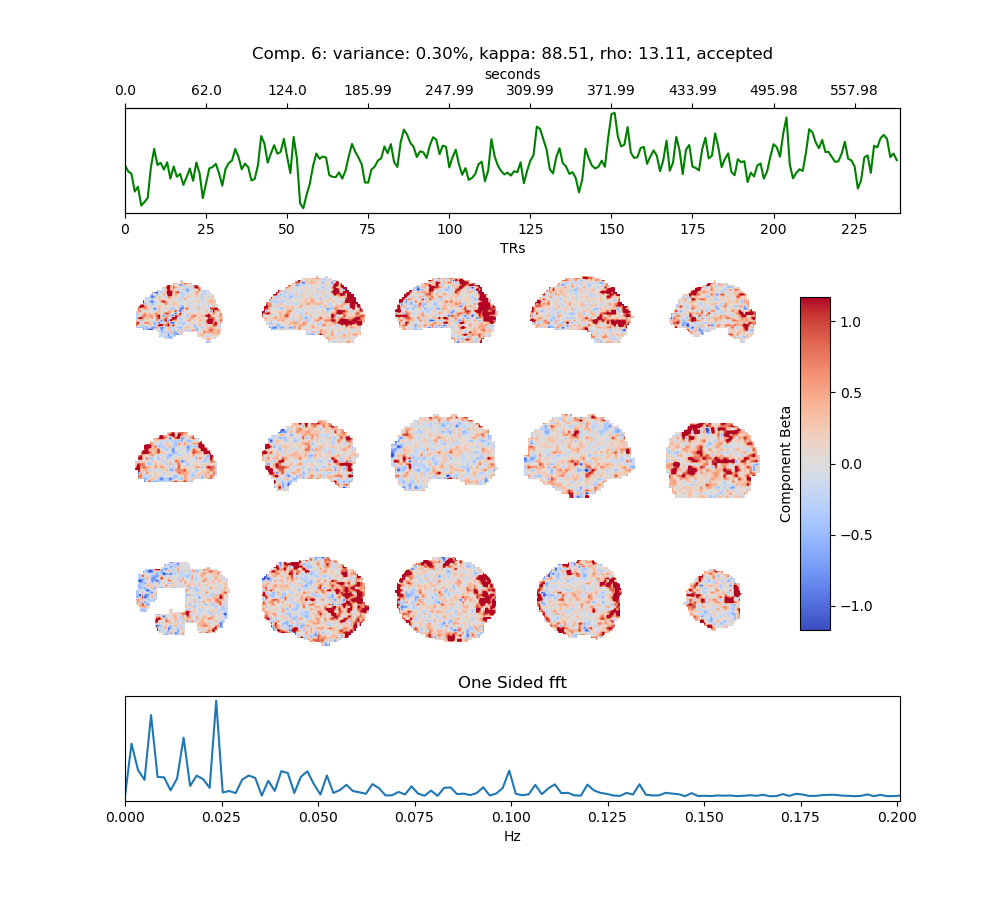 Comp. 6: variance: 0.30%, kappa: 88.51, rho: 13.11, accepted
seconds
0.0 62.0 124.0 185.99 247.99 309.99 371.99 433.99 495.98 557.98
0 25 50 75 100 125 150 175 200 225
TRs
1.0
0.5
0.0
−0.5
−1.0
Component Beta
One Sided fft
0.000 0.025 0.050 0.075 0.100 0.125 0.150 0.175 0.200
Hz